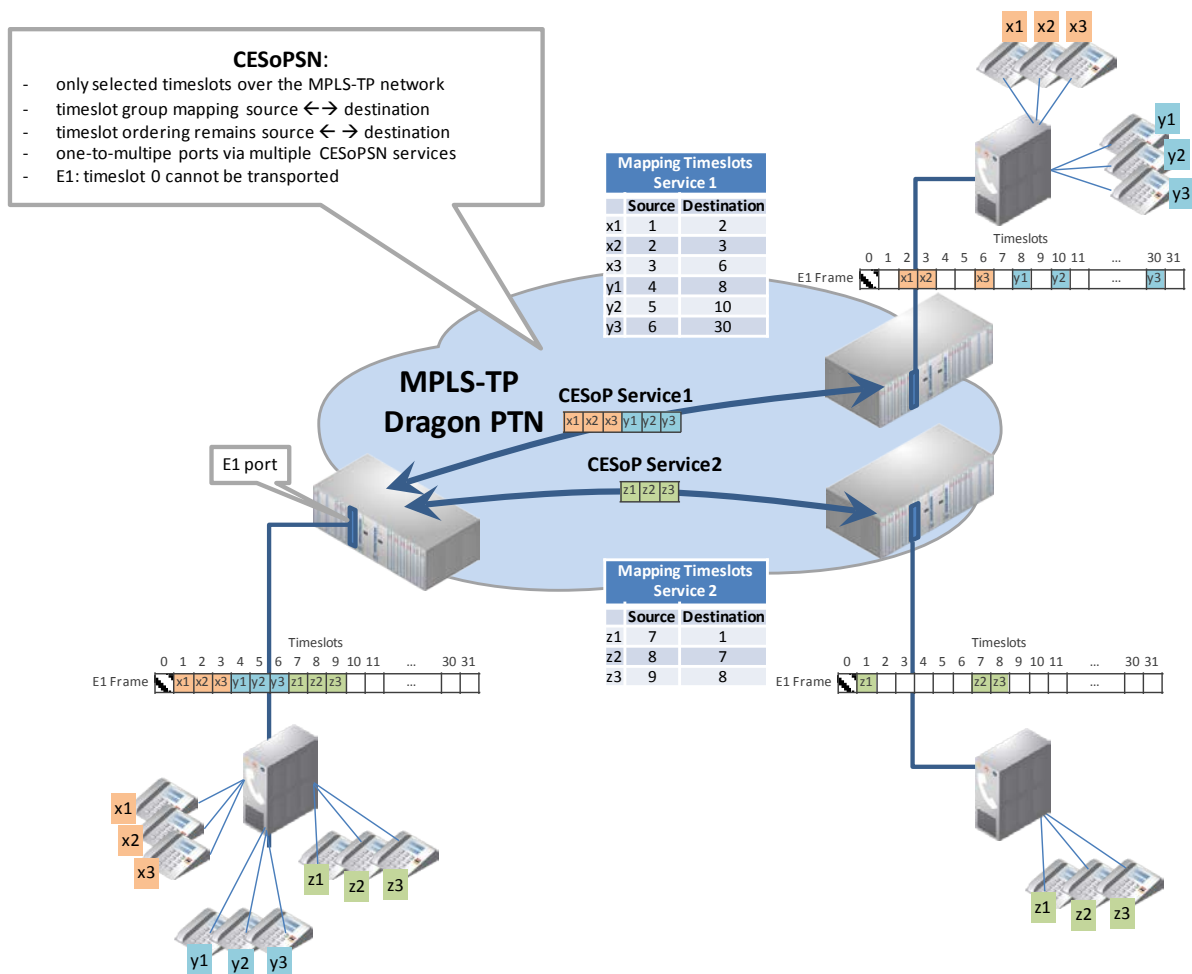 CESoPSN:
- only selected timeslots over the MPLS-TP network
- timeslot group mapping source ←→ destination
- timeslot ordering remains source ← → destination
- one-to-multipe ports via multiple CESoPSN services
- E1: timeslot 0 cannot be transported
x1 x2 x3
y1
y2
y3
Mapping Timeslots
Service 1
Source Destination
x1 1 2
x2 2 3
x3 3 6
y1 4 8
y2 5 10
y3 6 30
Timeslots
0 1 2 3 4 5 6 7 8 9 10 11 ... 30 31
E1 Frame x1 x2 x3 y1 y2 ... y3
MPLS-TP
Dragon PTN
CESoP Service1
x1 x2 x3 y1 y2 y3
E1 port
CESoP Service2
z1 z2 z3
Mapping Timeslots
Service 2
Source Destination
z1 7 1
z2 8 7
z3 9 8
Timeslots
0 1 2 3 4 5 6 7 8 9 10 11 ... 30 31
E1 Frame x1 x2 x3 y1 y2 y3 z1 z2 z3 ...
Timeslots
0 1 2 3 4 5 6 7 8 9 10 11 ... 30 31
E1 Frame z1 z2 z3 ...
x1
x2
x3
z1 z2 z3
y1 y2 y3
z1 z2 z3